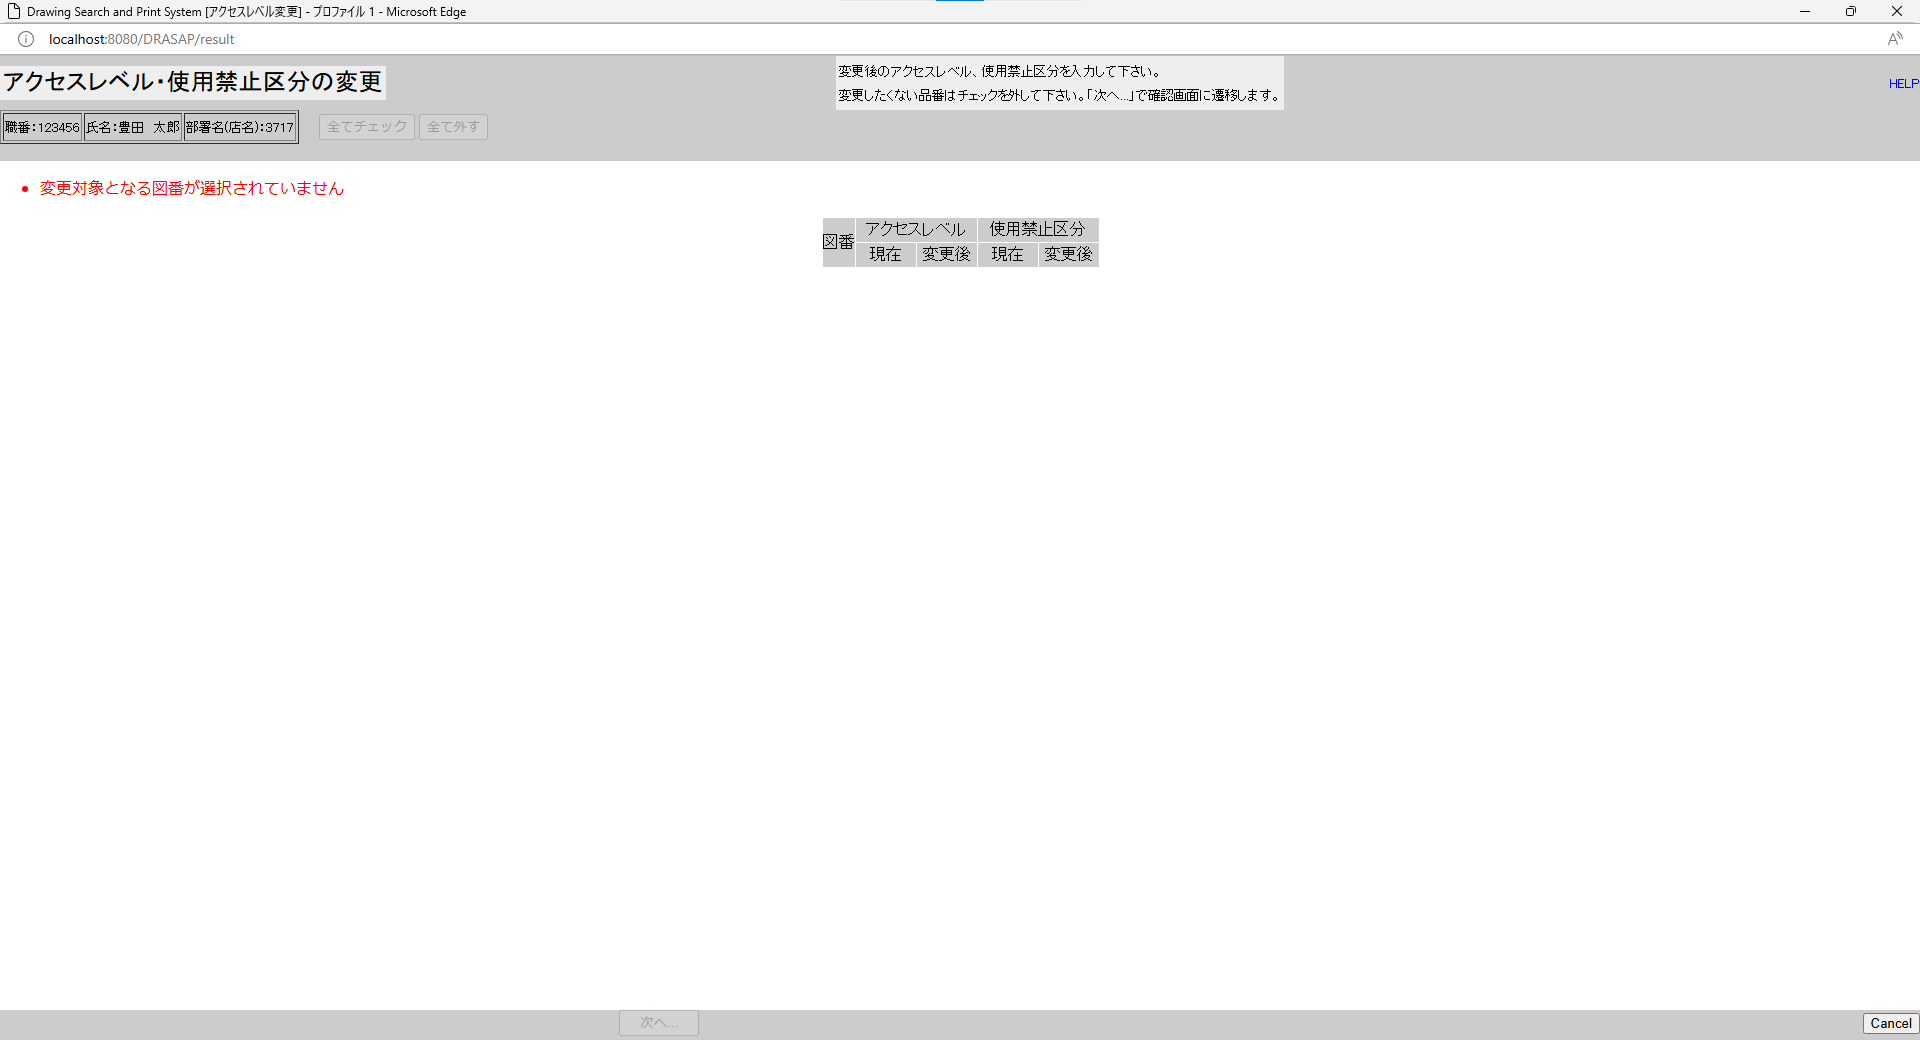 Drawing Search and Print System [アクセスレベル変更] - プロファイル 1 - Microsoft Edge
localhost:8080/DRASAP/result
アクセスレベル・使用禁止区分の変更
変更後のアクセスレベル、使用禁止区分を入力して下さい。
変更したくない品番はチェックを外して下さい。「次へ...」で確認画面に遷移します。
HELP
職番：123456 氏名：豊田　太郎 部署名(店名)：3717 全てチェック 全て外す
変更対象となる図番が選択されていません
図番 アクセスレベル 使用禁止区分
現在 変更後 現在 変更後
次へ... Cancel